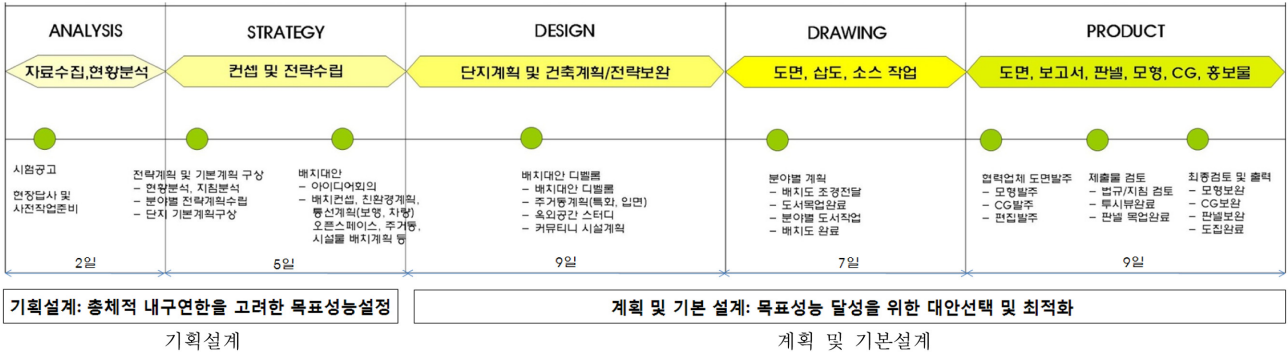 ANALYSIS
STRATEGY
DESIGN
DRAWING
PRODUCT
자료수집,현황분석
컨셉 및 전략수립
단지계획 및 건축계획/전략보완
도면, 삽도, 소스 작업
도면, 보고서, 판넬, 모형, CG, 홍보물
시험공고
현장답사 및
사전작업준비
전략계획 및 기본계획 구상
– 현황분석, 지침분석
– 분야별 전략계획수립
– 단지 기본계획구상
배치대안
– 아이디어회의
– 배치컨셉, 친환경계획,
동선계획(보행, 차량)
오픈스페이스, 주거동,
시설물 배치계획 등
배치대안 디벨롭
– 배치대안 디벨롭
– 주거동계획(특화, 입면)
– 옥외공간 스터디
– 커뮤티니 시설계획
분야별 계획
– 배치도 조경전달
– 도서목업완료
– 분야별 도서작업
– 배치도 완료
협력업체 도면발주
– 모형발주
– CG발주
– 편집발주
제출물 검토
– 법규/지침 검토
– 투시뷰완료
– 판넬 목업완료
최종검토 및 출력
– 모형보완
– CG보완
– 판넬보완
– 도집완료
2일
5일
9일
7일
9일
기획설계: 총체적 내구연한을 고려한 목표성능설정
계획 및 기본 설계: 목표성능 달성을 위한 대안선택 및 최적화
기획설계
계획 및 기본설계